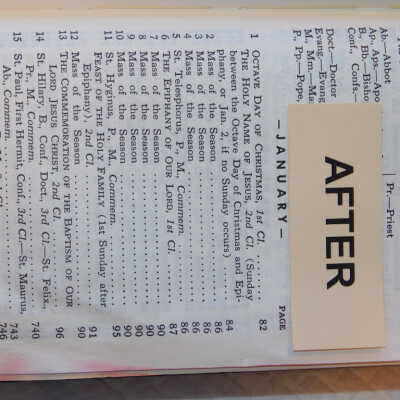 Ab.—Abbot
Ap., Aps.—Apo
B., Bb.—Bish
Conf., Confs.—
Doct.—Doctor
Evang.—Evang
M., Mm.—Mar
P., Pp.—Pope,
Pr.—Priest
AFTER
—JANUARY—
PAGE
1 OCTAVE DAY OF CHRISTMAS, 1st Cl. 82
THE HOLY NAME OF JESUS, 2nd Cl. (Sunday
between the Octave Day of Christmas and Epi-
phany, or Jan. 2, if no Sunday occurs) 84
2 Mass of the Season 86
3 Mass of the Season 86
4 Mass of the Season 86
5 St. Telesphorus, P., M., Commem. 86
6 THE EPIPHANY OF OUR LORD, 1st Cl. 87
7 Mass of the Season 90
8 Mass of the Season 90
9 Mass of the Season 90
10 Mass of the Season 90
11 St. Hyginus, P., M., Commem. 95
FEAST OF THE HOLY FAMILY (1st Sunday after
Epiphany), 2nd Cl. 91
12 Mass of the Season 90
13 THE COMMEMORATION OF THE BAPTISM OF OUR
LORD JESUS CHRIST, 2nd Cl. 96
14 St. Hilary, B., Conf., Doct., 3rd Cl.—St. Felix,
Pr., M., Commem. 740
15 St. Paul, First Hermit, Conf., 3rd Cl.—St. Maurus,
Ab., Commem. 743
746